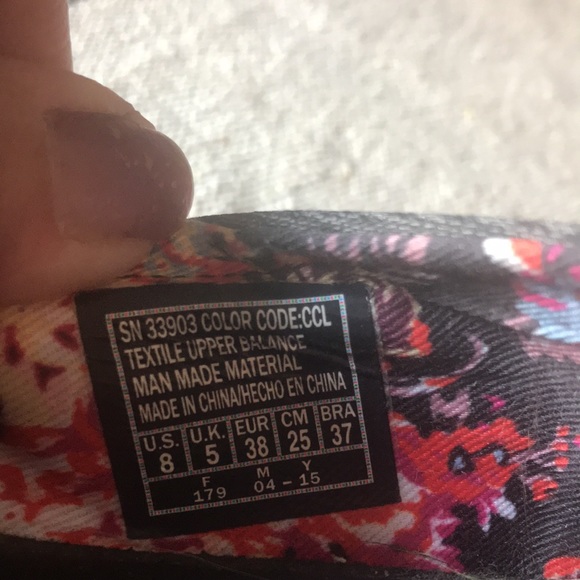 SN 33903 COLOR CODE:CCL
TEXTILE UPPER BALANCE
MAN MADE MATERIAL
MADE IN CHINA/HECHO EN CHINA
U.S. U.K. EUR CM BRA
8 5 38 25 37
F M Y
179 04 - 15